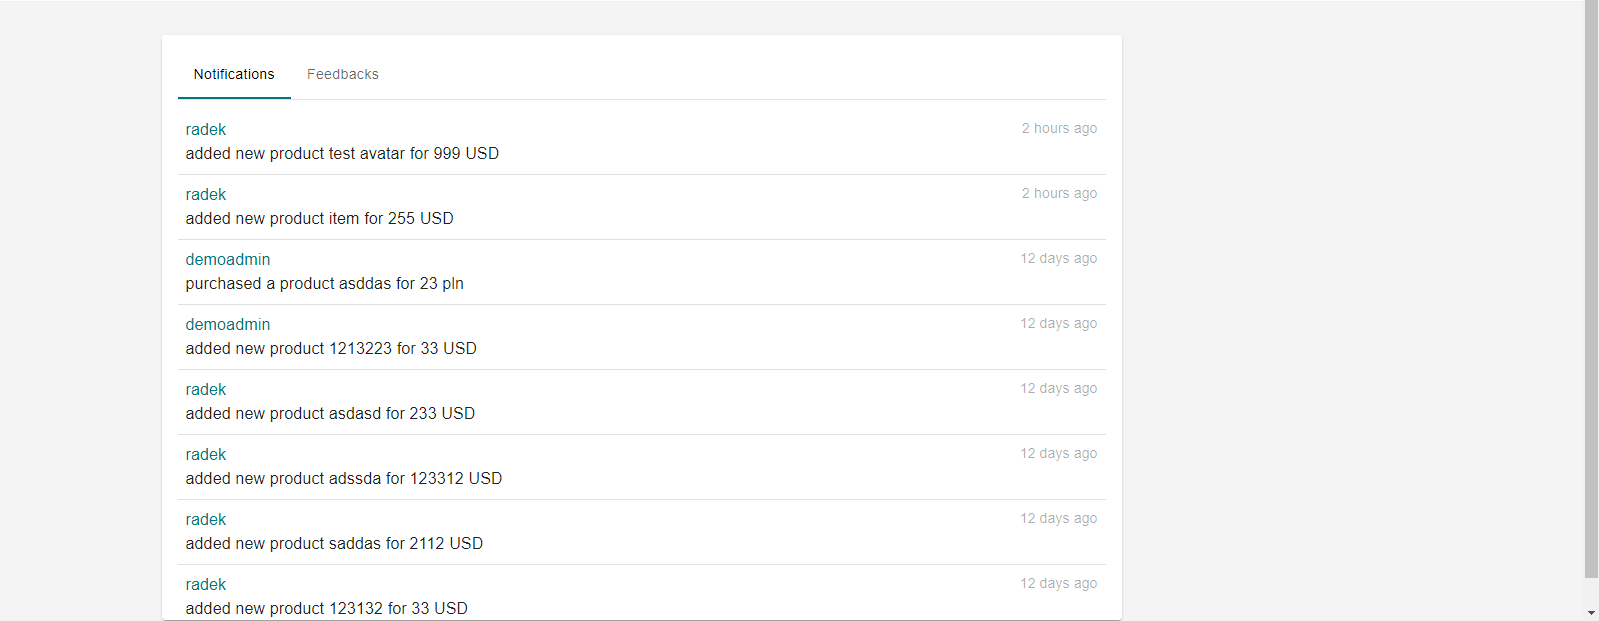 Notifications Feedbacks
radek 2 hours ago
added new product test avatar for 999 USD
radek 2 hours ago
added new product item for 255 USD
demoadmin 12 days ago
purchased a product asddas for 23 pln
demoadmin 12 days ago
added new product 1213223 for 33 USD
radek 12 days ago
added new product asdasd for 233 USD
radek 12 days ago
added new product adssda for 123312 USD
radek 12 days ago
added new product saddas for 2112 USD
radek 12 days ago
added new product 123132 for 33 USD